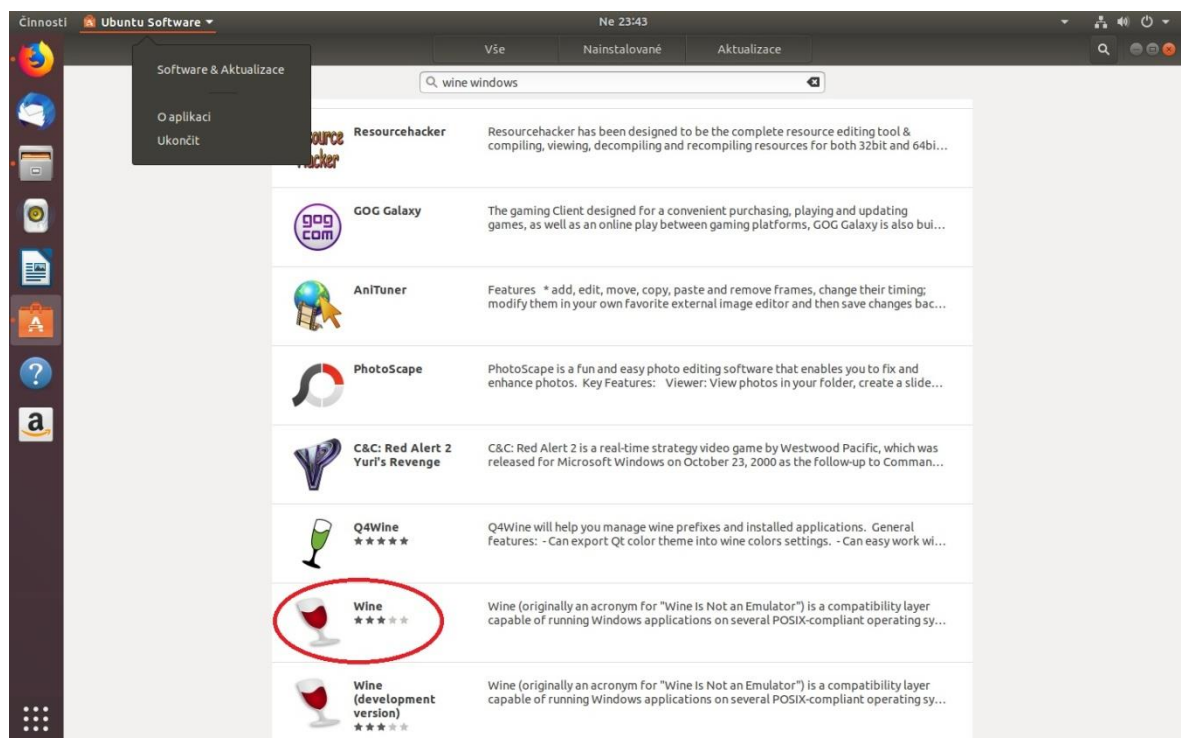 Činnosti
Ubuntu Software
Ne 23:43
Vše
Nainstalované
Aktualizace
Software & Aktualizace
O aplikaci
Ukončit
wine windows
Resource
Hacker
Resourcehacker
Resourcehacker has been designed to be the complete resource editing tool &
compiling, viewing, decompiling and recompiling resources for both 32bit and 64bi...
gog
com
GOG Galaxy
The gaming Client designed for a convenient purchasing, playing and updating
games, as well as an online play between gaming platforms, GOG Galaxy is also bui...
AniTuner
Features * add, edit, move, copy, paste and remove frames, change their timing;
modify them in your own favorite external image editor and then save changes bac...
PhotoScape
PhotoScape is a fun and easy photo editing software that enables you to fix and
enhance photos. Key Features: Viewer: View photos in your folder, create a slide...
C&C: Red Alert 2
Yuri's Revenge
C&C: Red Alert 2 is a real-time strategy video game by Westwood Pacific, which was
released for Microsoft Windows on October 23, 2000 as the follow-up to Comman...
Q4Wine
Q4Wine will help you manage wine prefixes and installed applications. General
features: - Can export Qt color theme into wine colors settings. - Can easy work wi...
Wine
Wine (originally an acronym for "Wine Is Not an Emulator") is a compatibility layer
capable of running Windows applications on several POSIX-compliant operating sy...
Wine
(development
version)
Wine (originally an acronym for "Wine Is Not an Emulator") is a compatibility layer
capable of running Windows applications on several POSIX-compliant operating sy...
a